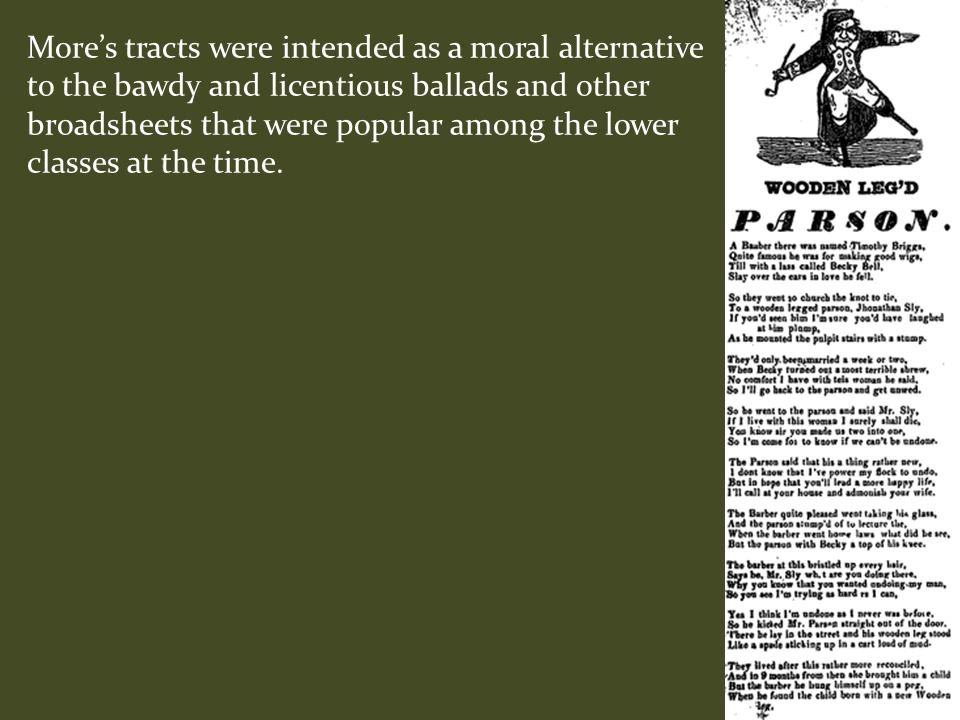 More’s tracts were intended as a moral alternative
to the bawdy and licentious ballads and other
broadsheets that were popular among the lower
classes at the time.
WOODEN LEG’D
PARSON.
A Baaber there was named Timothy Briggs,
Quite famous he was for making good wigs,
Till with a lass called Becky Bell,
Slay over the ears in love he fell.
So they went to church the knot to tie,
To a wooden legged parson, Jhonathan Sly,
If you'd seen him I'm sure you'd have laughed
at him plump,
As he mounted the pulpit stairs with a stamp.
They'd only been married a week or two,
When Becky turned out a most terrible shrew,
No comfort I have with teis woman he said,
So I'll go back to the parson and get unwed.
So he went to the parson and said Mr. Sly,
If I live with this woman I surely shall die,
You know sir you made us two into one,
So I'm come for to know if we can't be undone.
The Parson said that his a thing rather new,
I dont know that I've power my flock to undo,
But in hope that you'll lead a more happy life,
I'll call at your house and admonish your wife.
The Barber quite pleased went taking his glass,
And the parson stump'd of to lecture the,
When the barber went home laws what did he see,
But the parson with Becky a top of his knee.
The barber at this bristled up every hair,
Says he, Mr. Sly what are you doing there,
Why you know that you wanted undoing my man,
So you see I'm trying as hard as I can,
Yes I think I'm undone as I never was before,
So he kicked Mr. Parson straight out of the door.
There he lay in the street and his wooden leg stood
Like a spade sticking up in a cart load of mud.
They lived after this rather more reconciled,
And in 9 months from then she brought him a child
But the barber he hung himself up on a peg,
When he found the child born with a new Wooden
leg.